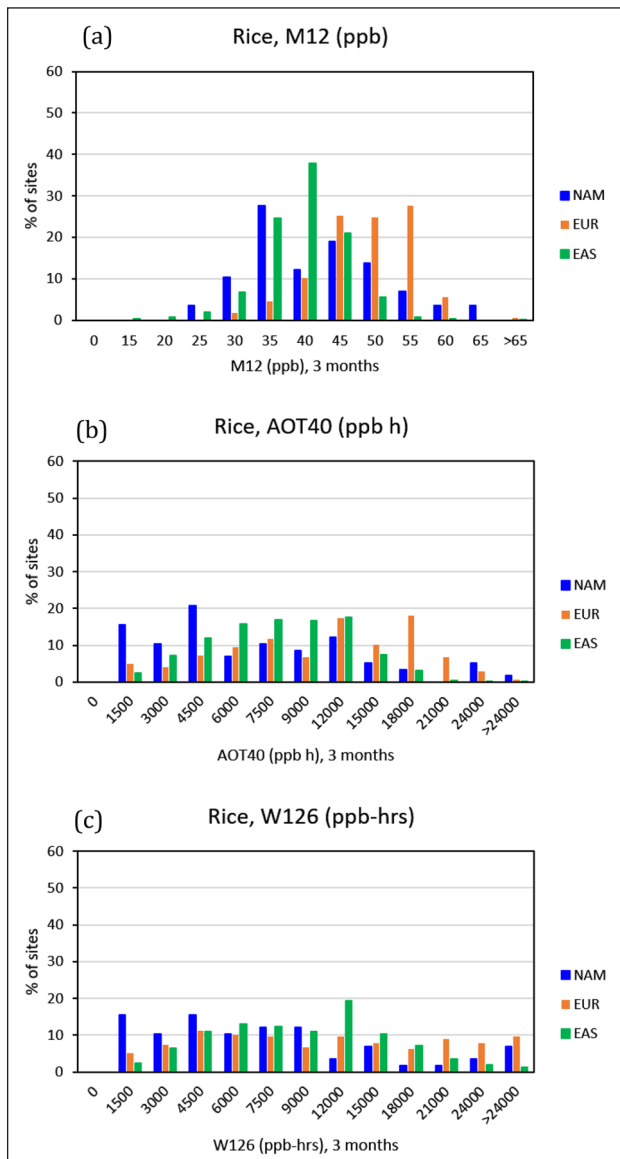 (a) Rice, M12 (ppb)
60
50
40
30
20
10
0
% of sites
0 15 20 25 30 35 40 45 50 55 60 65 >65
M12 (ppb), 3 months
NAM
EUR
EAS
(b) Rice, AOT40 (ppb h)
60
50
40
30
20
10
0
% of sites
0 1500 3000 4500 6000 7500 9000 12000 15000 18000 21000 24000 >24000
AOT40 (ppb h), 3 months
NAM
EUR
EAS
(c) Rice, W126 (ppb-hrs)
60
50
40
30
20
10
0
% of sites
0 1500 3000 4500 6000 7500 9000 12000 15000 18000 21000 24000 >24000
W126 (ppb-hrs), 3 months
NAM
EUR
EAS